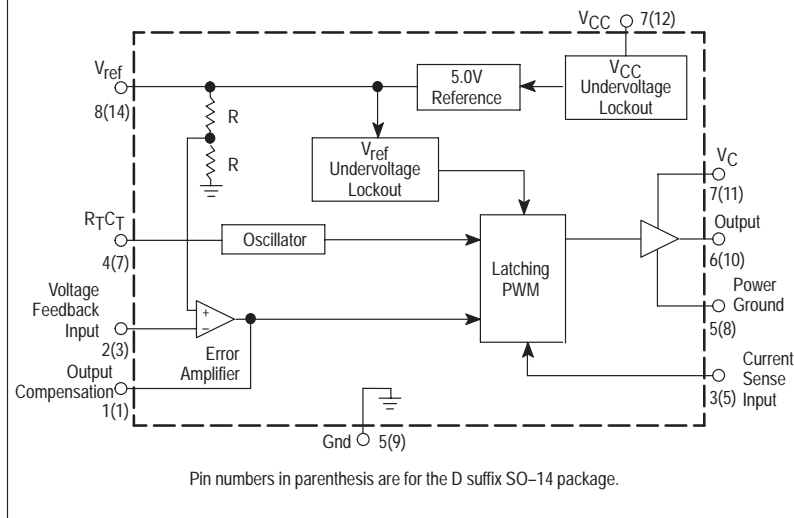 VCC 7(12)
Vref
8(14)
R
R
5.0V
Reference
VCC
Undervoltage
Lockout
Vref
Undervoltage
Lockout
VC
7(11)
RTCT
4(7)
Oscillator
Latching
PWM
Output
6(10)
Voltage
Feedback
Input
2(3)
+
–
Error
Amplifier
Power
Ground
5(8)
Output
Compensation
1(1)
Current
Sense
Input
3(5)
Gnd 5(9)
Pin numbers in parenthesis are for the D suffix SO–14 package.